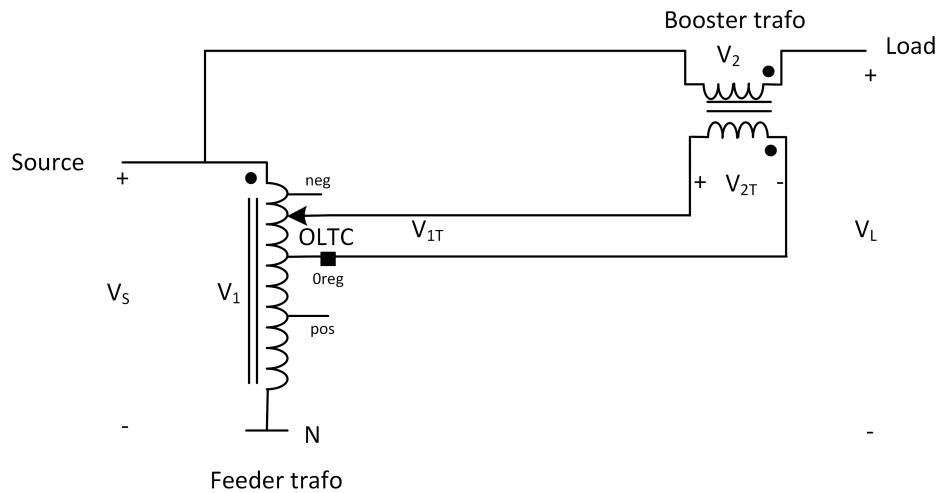 Booster trafo
V2
Load
+
Source
+
neg
+ V2T -
OLTC
V1T
VL
0reg
VS
V1
pos
-
N
-
Feeder trafo